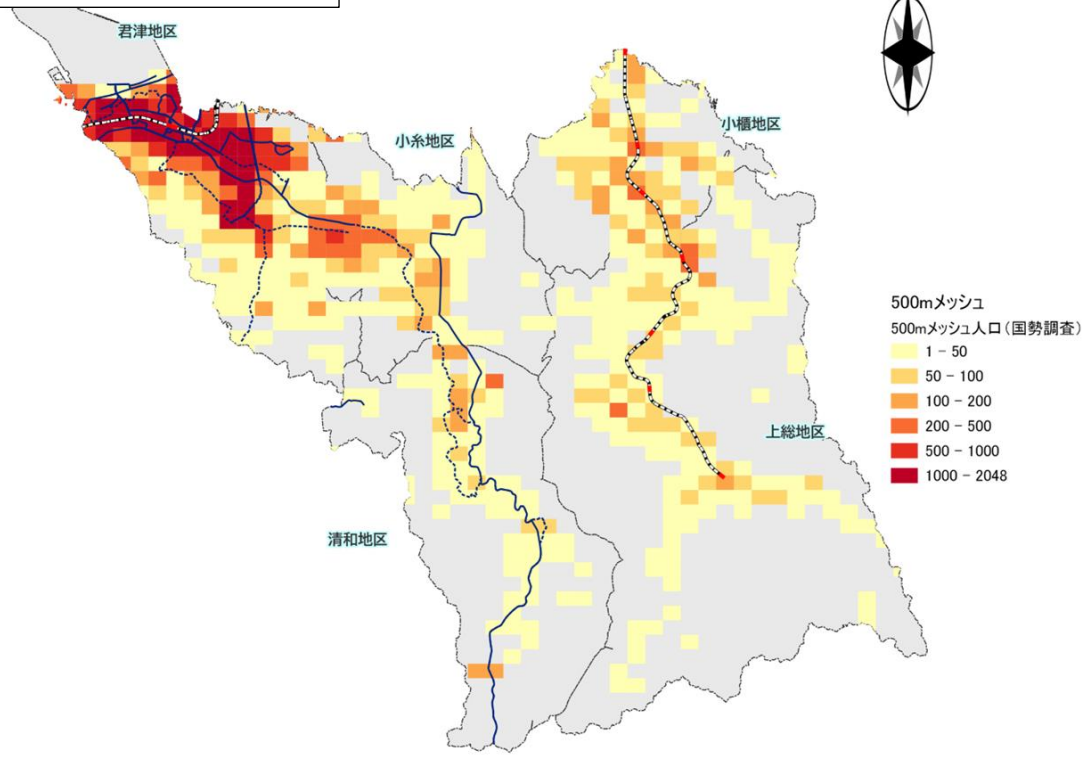 君津地区
小糸地区
小櫃地区
上総地区
清和地区
500mメッシュ
500mメッシュ人口（国勢調査）
1 - 50
50 - 100
100 - 200
200 - 500
500 - 1000
1000 - 2048